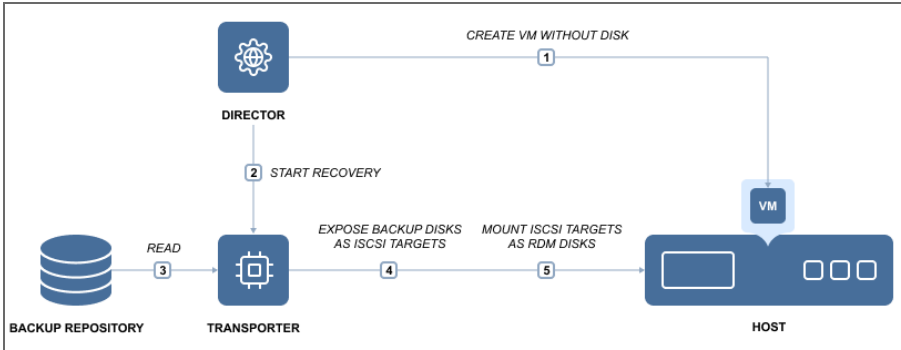 CREATE VM WITHOUT DISK
1
DIRECTOR
2
START RECOVERY
VM
READ
3
EXPOSE BACKUP DISKS
AS ISCSI TARGETS
4
MOUNT ISCSI TARGETS
AS RDM DISKS
5
BACKUP REPOSITORY
TRANSPORTER
HOST